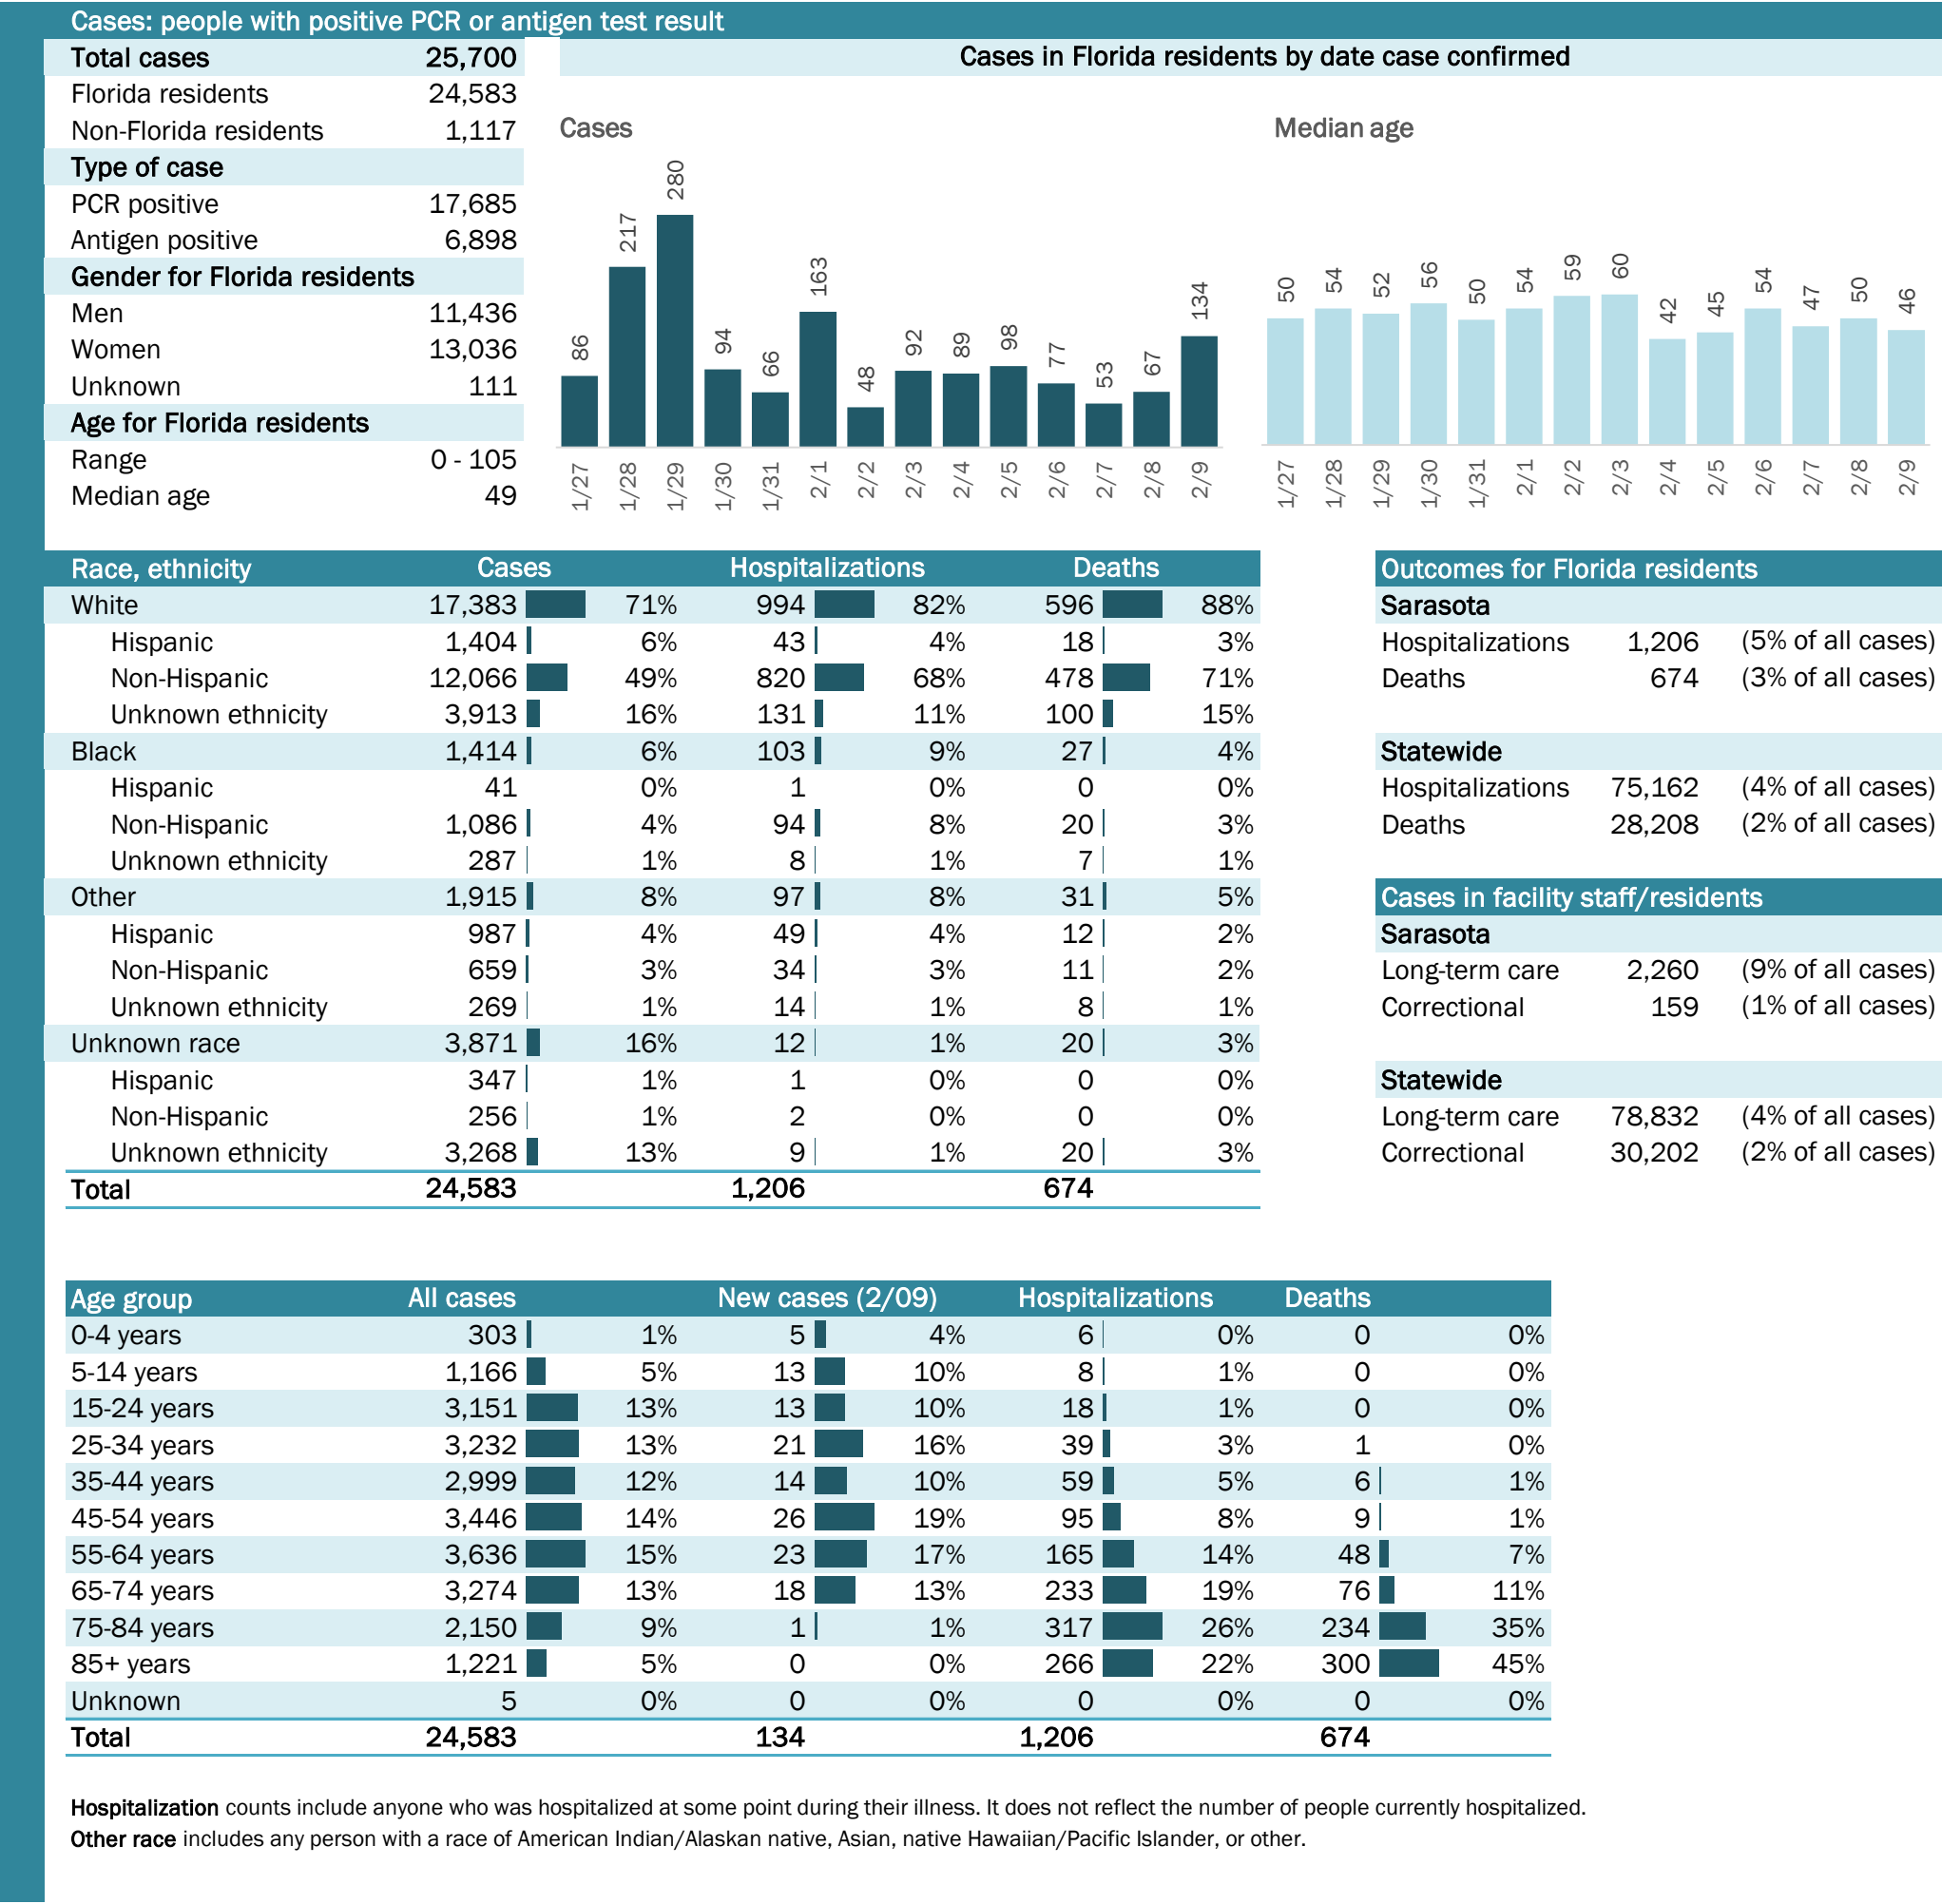 Cases: people with positive PCR or antigen test result
Total cases 25,700
Florida residents 24,583
Non-Florida residents 1,117
Type of case
PCR positive 17,685
Antigen positive 6,898
Gender for Florida residents
Men 11,436
Women 13,036
Unknown 111
Age for Florida residents
Range 0 - 105
Median age 49
Cases in Florida residents by date case confirmed
Cases
86 217 280 94 66 163 48 92 89 98 77 53 67 134
1/27 1/28 1/29 1/30 1/31 2/1 2/2 2/3 2/4 2/5 2/6 2/7 2/8 2/9
Median age
50 54 52 56 50 54 59 60 42 45 54 47 50 46
1/27 1/28 1/29 1/30 1/31 2/1 2/2 2/3 2/4 2/5 2/6 2/7 2/8 2/9
Race, ethnicity Cases Hospitalizations Deaths
White 17,383 71% 994 82% 596 88%
Hispanic 1,404 6% 43 4% 18 3%
Non-Hispanic 12,066 49% 820 68% 478 71%
Unknown ethnicity 3,913 16% 131 11% 100 15%
Black 1,414 6% 103 9% 27 4%
Hispanic 41 0% 1 0% 0 0%
Non-Hispanic 1,086 4% 94 8% 20 3%
Unknown ethnicity 287 1% 8 1% 7 1%
Other 1,915 8% 97 8% 31 5%
Hispanic 987 4% 49 4% 12 2%
Non-Hispanic 659 3% 34 3% 11 2%
Unknown ethnicity 269 1% 14 1% 8 1%
Unknown race 3,871 16% 12 1% 20 3%
Hispanic 347 1% 1 0% 0 0%
Non-Hispanic 256 1% 2 0% 0 0%
Unknown ethnicity 3,268 13% 9 1% 20 3%
Total 24,583 1,206 674
Outcomes for Florida residents
Sarasota
Hospitalizations 1,206 (5% of all cases)
Deaths 674 (3% of all cases)
Statewide
Hospitalizations 75,162 (4% of all cases)
Deaths 28,208 (2% of all cases)
Cases in facility staff/residents
Sarasota
Long-term care 2,260 (9% of all cases)
Correctional 159 (1% of all cases)
Statewide
Long-term care 78,832 (4% of all cases)
Correctional 30,202 (2% of all cases)
Age group All cases New cases (2/09) Hospitalizations Deaths
0-4 years 303 1% 5 4% 6 0% 0 0%
5-14 years 1,166 5% 13 10% 8 1% 0 0%
15-24 years 3,151 13% 13 10% 18 1% 0 0%
25-34 years 3,232 13% 21 16% 39 3% 1 0%
35-44 years 2,999 12% 14 10% 59 5% 6 1%
45-54 years 3,446 14% 26 19% 95 8% 9 1%
55-64 years 3,636 15% 23 17% 165 14% 48 7%
65-74 years 3,274 13% 18 13% 233 19% 76 11%
75-84 years 2,150 9% 1 1% 317 26% 234 35%
85+ years 1,221 5% 0 0% 266 22% 300 45%
Unknown 5 0% 0 0% 0 0% 0 0%
Total 24,583 134 1,206 674
Hospitalization counts include anyone who was hospitalized at some point during their illness. It does not reflect the number of people currently hospitalized.
Other race includes any person with a race of American Indian/Alaskan native, Asian, native Hawaiian/Pacific Islander, or other.